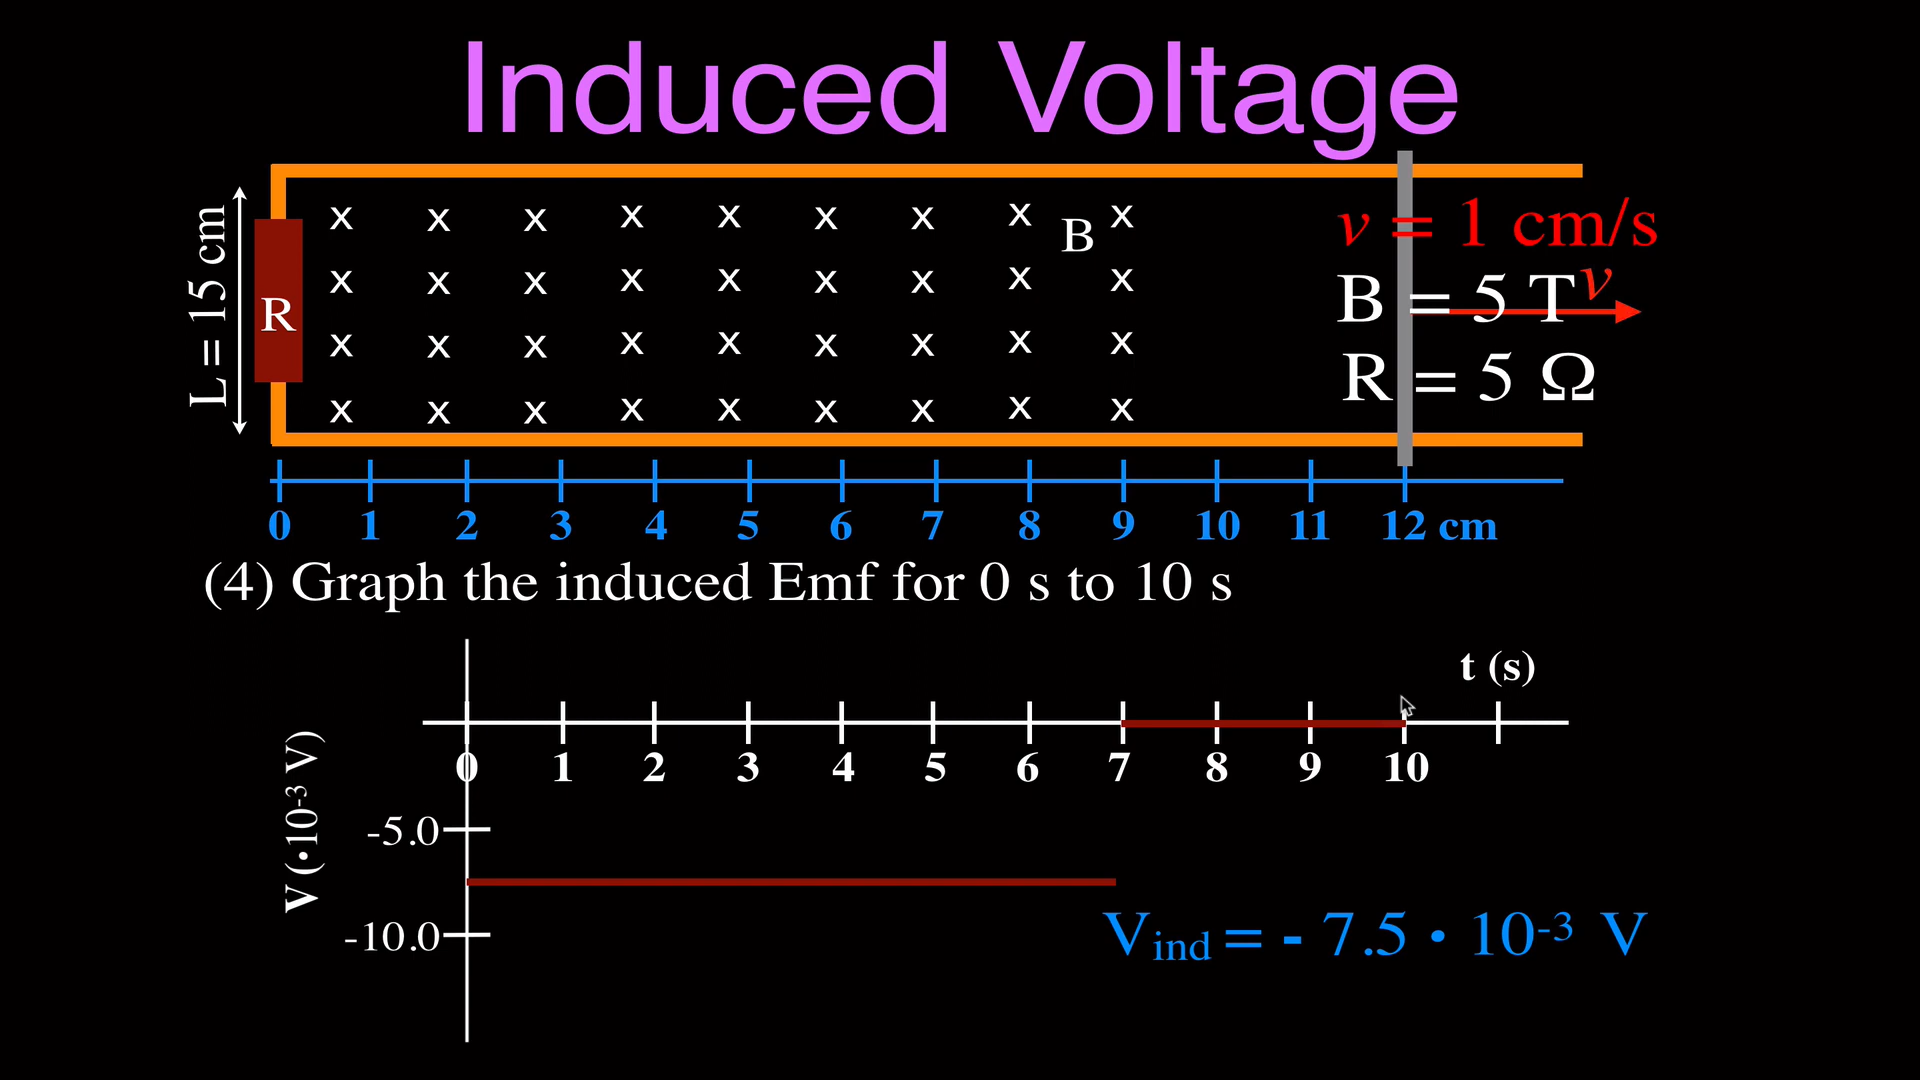 Induced Voltage
L = 15 cm
R
x x x x x x x x x
x x x x x x x x x
x x x x x x x x x
x x x x x x x x x
B
v = 1 cm/s
B = 5 T
v
R = 5 Ω
0 1 2 3 4 5 6 7 8 9 10 11 12 cm
(4) Graph the induced Emf for 0 s to 10 s
t (s)
0 1 2 3 4 5 6 7 8 9 10
V (•10⁻³ V)
-5.0
-10.0
V_ind = - 7.5 • 10⁻³ V